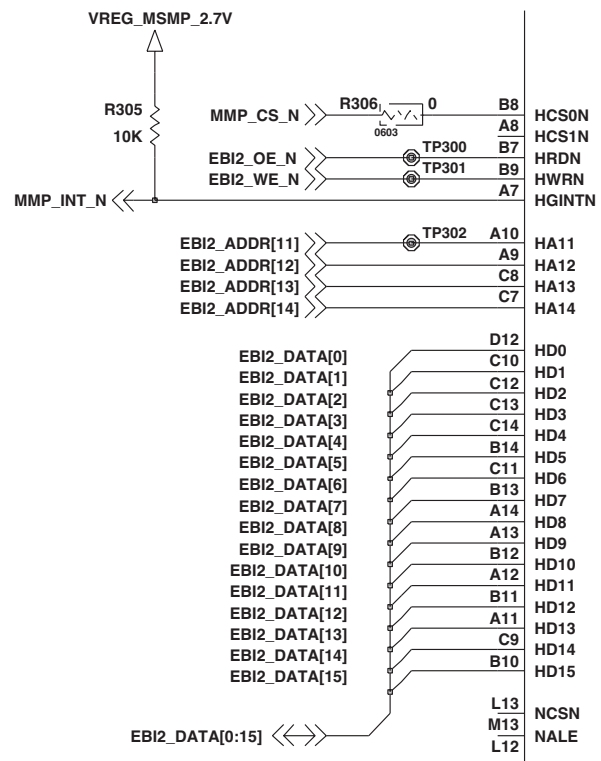 VREG_MSMP_2.7V
R305
10K
MMP_CS_N
R306
0
0603
B8
HCS0N
A8
HCS1N
EBI2_OE_N
TP300
B7
HRDN
EBI2_WE_N
TP301
B9
HWRN
MMP_INT_N
A7
HGINTN
EBI2_ADDR[11]
TP302
A10
HA11
EBI2_ADDR[12]
A9
HA12
EBI2_ADDR[13]
C8
HA13
EBI2_ADDR[14]
C7
HA14
EBI2_DATA[0]
D12
HD0
EBI2_DATA[1]
C10
HD1
EBI2_DATA[2]
C12
HD2
EBI2_DATA[3]
C13
HD3
EBI2_DATA[4]
C14
HD4
EBI2_DATA[5]
B14
HD5
EBI2_DATA[6]
C11
HD6
EBI2_DATA[7]
B13
HD7
EBI2_DATA[8]
A14
HD8
EBI2_DATA[9]
A13
HD9
EBI2_DATA[10]
B12
HD10
EBI2_DATA[11]
A12
HD11
EBI2_DATA[12]
B11
HD12
EBI2_DATA[13]
A11
HD13
EBI2_DATA[14]
C9
HD14
EBI2_DATA[15]
B10
HD15
L13
NCSN
EBI2_DATA[0:15]
M13
NALE
L12